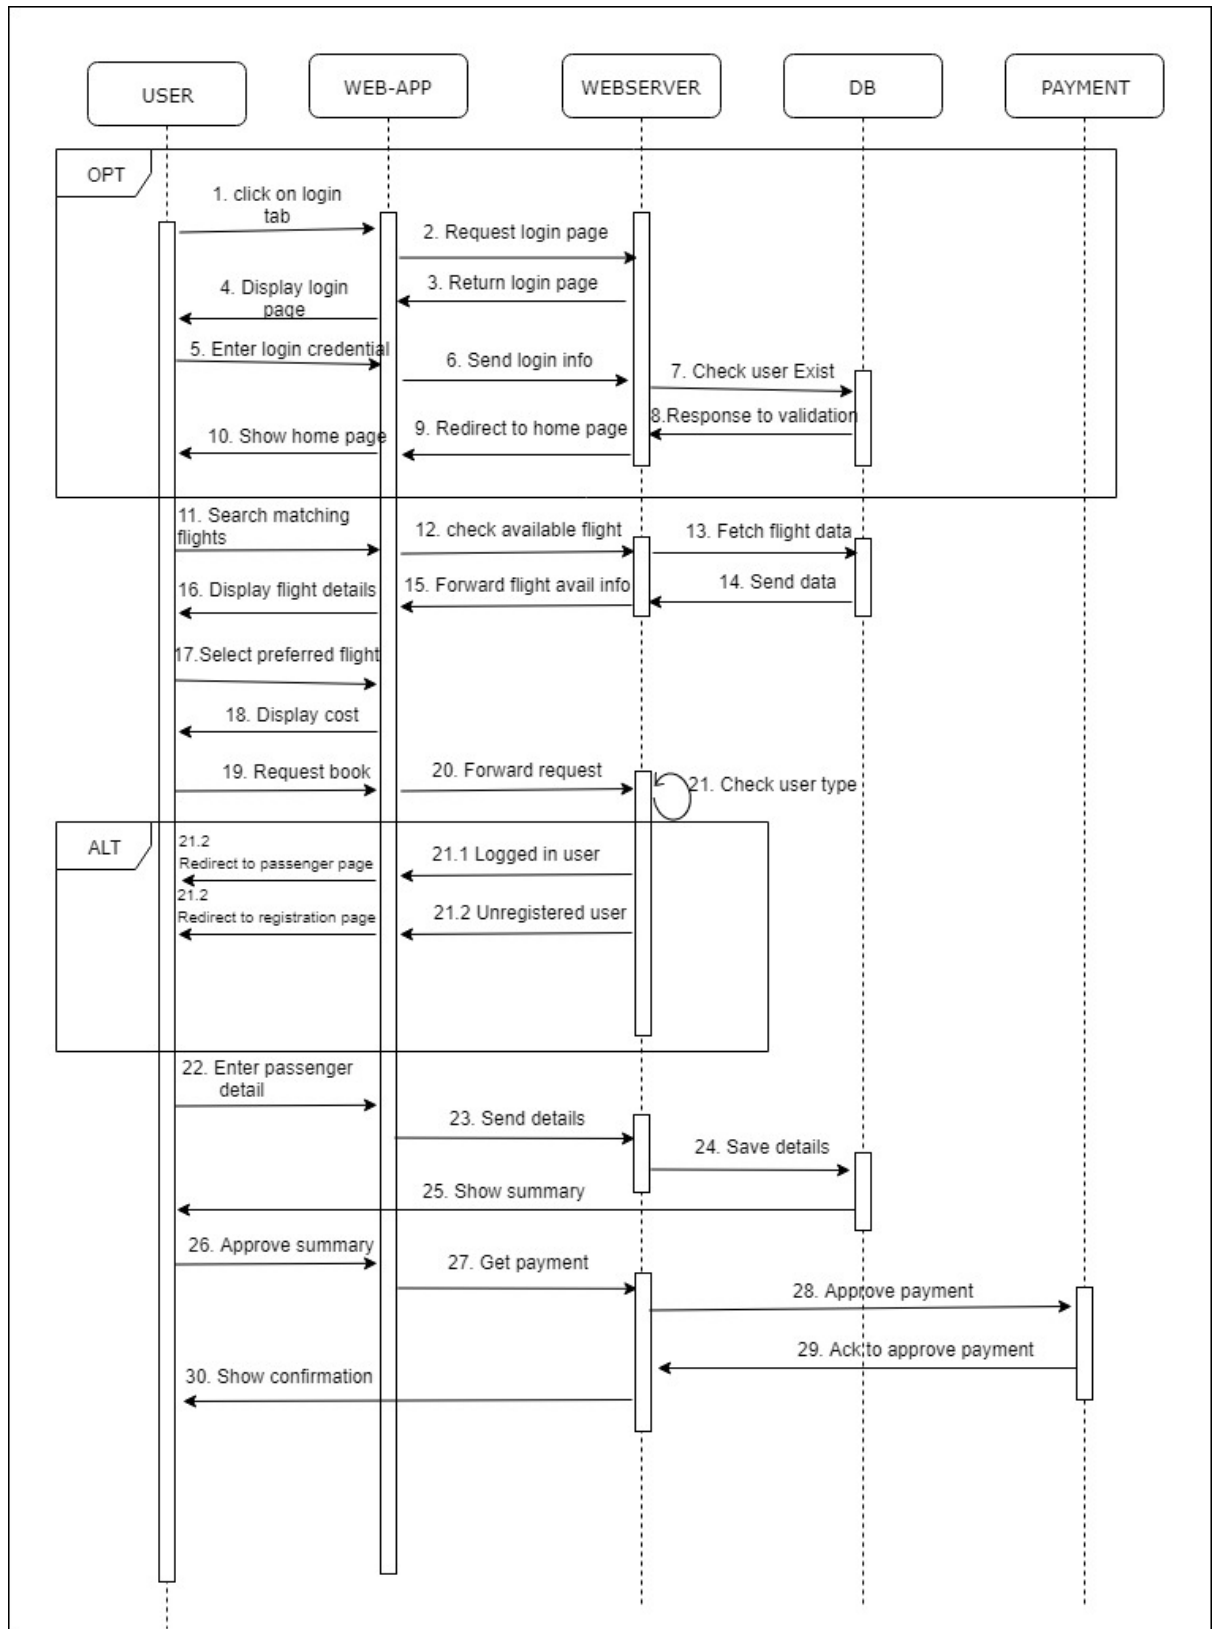 USER
WEB-APP
WEBSERVER
DB
PAYMENT
OPT
1. click on login
tab
2. Request login page
3. Return login page
4. Display login
page
5. Enter login credential
6. Send login info
7. Check user Exist
8.Response to validation
9. Redirect to home page
10. Show home page
11. Search matching
flights
12. check available flight
13. Fetch flight data
14. Send data
15. Forward flight avail info
16. Display flight details
17.Select preferred flight
18. Display cost
19. Request book
20. Forward request
21. Check user type
ALT
21.2
Redirect to passenger page
21.1 Logged in user
21.2
Redirect to registration page
21.2 Unregistered user
22. Enter passenger
detail
23. Send details
24. Save details
25. Show summary
26. Approve summary
27. Get payment
28. Approve payment
29. Ack to approve payment
30. Show confirmation